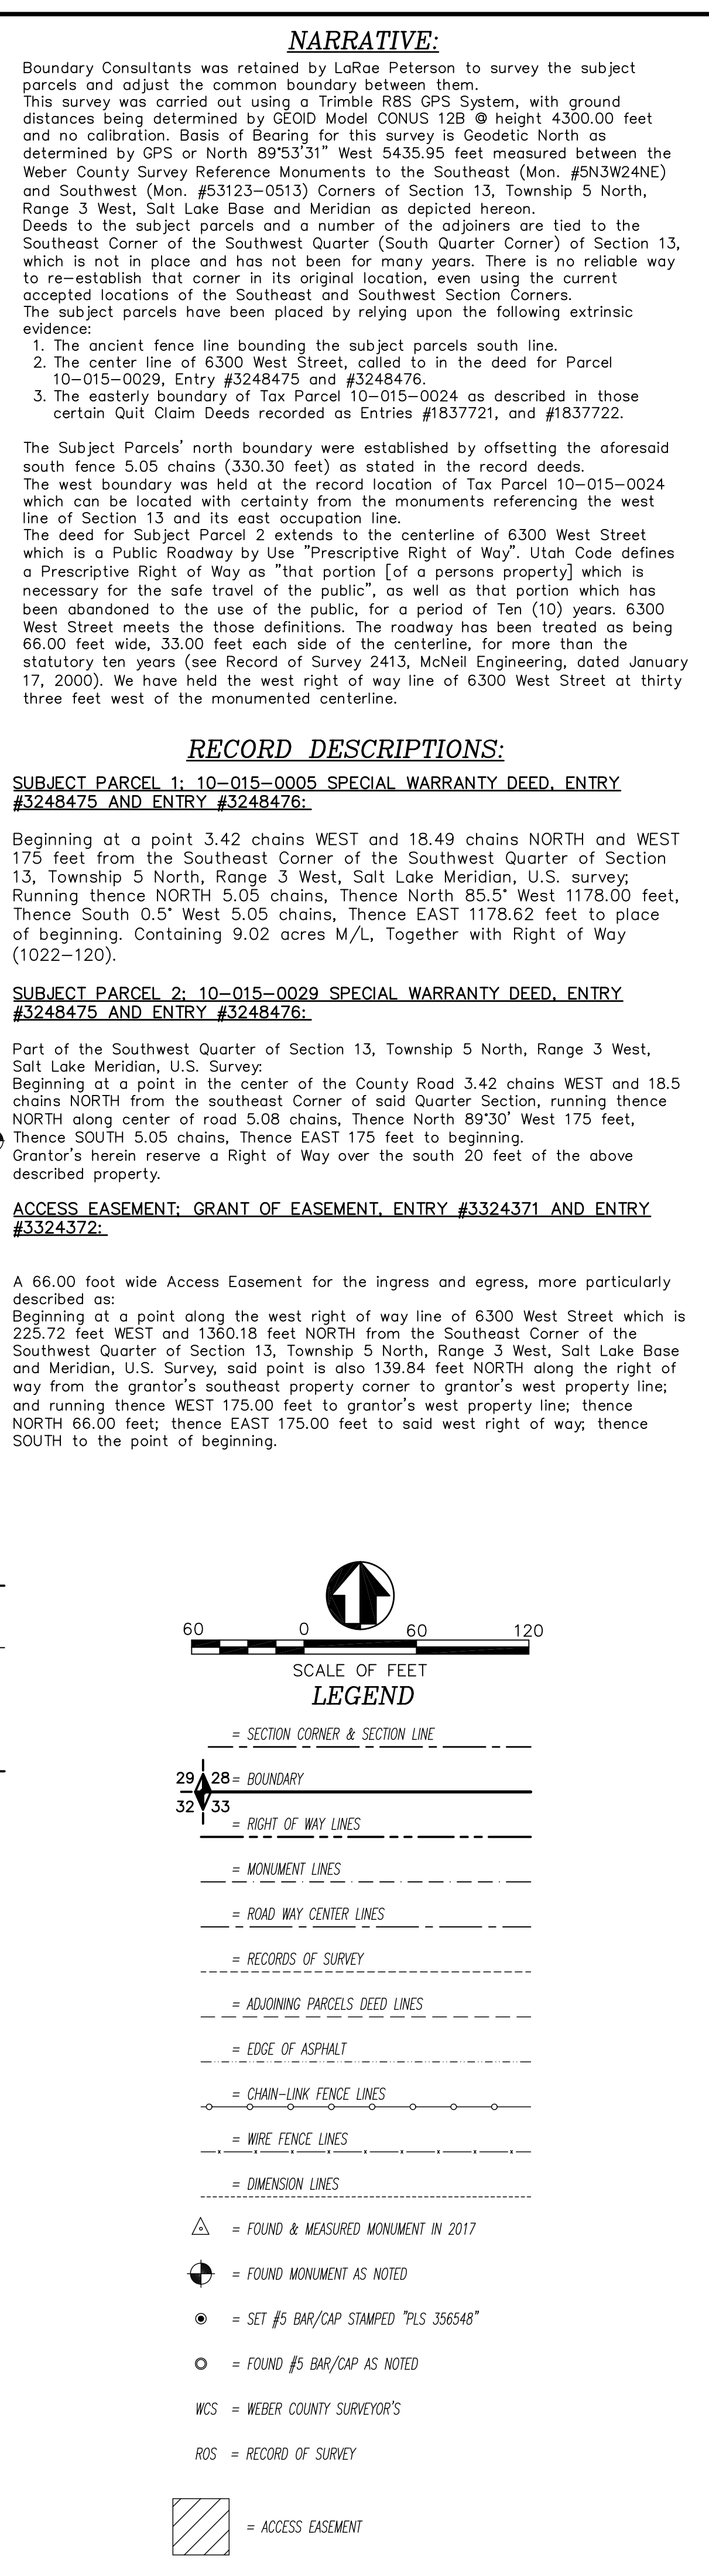 NARRATIVE:
Boundary Consultants was retained by LaRae Peterson to survey the subject
parcels and adjust the common boundary between them.
This survey was carried out using a Trimble R8S GPS System, with ground
distances being determined by GEOID Model CONUS 12B @ height 4300.00 feet
and no calibration. Basis of Bearing for this survey is Geodetic North as
determined by GPS or North 89°53'31" West 5435.95 feet measured between the
Weber County Survey Reference Monuments to the Southeast (Mon. #5N3W24NE)
and Southwest (Mon. #53123-0513) Corners of Section 13, Township 5 North,
Range 3 West, Salt Lake Base and Meridian as depicted hereon.
Deeds to the subject parcels and a number of the adjoiners are tied to the
Southeast Corner of the Southwest Quarter (South Quarter Corner) of Section 13,
which is not in place and has not been for many years. There is no reliable way
to re-establish that corner in its original location, even using the current
accepted locations of the Southeast and Southwest Section Corners.
The subject parcels have been placed by relying upon the following extrinsic
evidence:
1. The ancient fence line bounding the subject parcels south line.
2. The center line of 6300 West Street, called to in the deed for Parcel
10-015-0029, Entry #3248475 and #3248476.
3. The easterly boundary of Tax Parcel 10-015-0024 as described in those
certain Quit Claim Deeds recorded as Entries #1837721, and #1837722.
The Subject Parcels' north boundary were established by offsetting the aforesaid
south fence 5.05 chains (330.30 feet) as stated in the record deeds.
The west boundary was held at the record location of Tax Parcel 10-015-0024
which can be located with certainty from the monuments referencing the west
line of Section 13 and its east occupation line.
The deed for Subject Parcel 2 extends to the centerline of 6300 West Street
which is a Public Roadway by Use "Prescriptive Right of Way". Utah Code defines
a Prescriptive Right of Way as "that portion [of a persons property] which is
necessary for the safe travel of the public", as well as that portion which has
been abandoned to the use of the public, for a period of Ten (10) years. 6300
West Street meets the those definitions. The roadway has been treated as being
66.00 feet wide, 33.00 feet each side of the centerline, for more than the
statutory ten years (see Record of Survey 2413, McNeil Engineering, dated January
17, 2000). We have held the west right of way line of 6300 West Street at thirty
three feet west of the monumented centerline.
RECORD DESCRIPTIONS:
SUBJECT PARCEL 1; 10-015-0005 SPECIAL WARRANTY DEED, ENTRY
#3248475 AND ENTRY #3248476:
Beginning at a point 3.42 chains WEST and 18.49 chains NORTH and WEST
175 feet from the Southeast Corner of the Southwest Quarter of Section
13, Township 5 North, Range 3 West, Salt Lake Meridian, U.S. survey;
Running thence NORTH 5.05 chains, Thence North 85.5° West 1178.00 feet,
Thence South 0.5° West 5.05 chains, Thence EAST 1178.62 feet to place
of beginning. Containing 9.02 acres M/L, Together with Right of Way
(1022-120).
SUBJECT PARCEL 2; 10-015-0029 SPECIAL WARRANTY DEED, ENTRY
#3248475 AND ENTRY #3248476:
Part of the Southwest Quarter of Section 13, Township 5 North, Range 3 West,
Salt Lake Meridian, U.S. Survey:
Beginning at a point in the center of the County Road 3.42 chains WEST and 18.5
chains NORTH from the southeast Corner of said Quarter Section, running thence
NORTH along center of road 5.08 chains, Thence North 89°30' West 175 feet,
Thence SOUTH 5.05 chains, Thence EAST 175 feet to beginning.
Grantor's herein reserve a Right of Way over the south 20 feet of the above
described property.
ACCESS EASEMENT; GRANT OF EASEMENT, ENTRY #3324371 AND ENTRY
#3324372:
A 66.00 foot wide Access Easement for the ingress and egress, more particularly
described as:
Beginning at a point along the west right of way line of 6300 West Street which is
225.72 feet WEST and 1360.18 feet NORTH from the Southeast Corner of the
Southwest Quarter of Section 13, Township 5 North, Range 3 West, Salt Lake Base
and Meridian, U.S. Survey, said point is also 139.84 feet NORTH along the right of
way from the grantor's southeast property corner to grantor's west property line;
and running thence WEST 175.00 feet to grantor's west property line; thence
NORTH 66.00 feet; thence EAST 175.00 feet to said west right of way; thence
SOUTH to the point of beginning.
60 0 60 120
SCALE OF FEET
LEGEND
= SECTION CORNER & SECTION LINE
29 28 = BOUNDARY
32 33
= RIGHT OF WAY LINES
= MONUMENT LINES
= ROAD WAY CENTER LINES
= RECORDS OF SURVEY
= ADJOINING PARCELS DEED LINES
= EDGE OF ASPHALT
= CHAIN-LINK FENCE LINES
= WIRE FENCE LINES
= DIMENSION LINES
= FOUND & MEASURED MONUMENT IN 2017
= FOUND MONUMENT AS NOTED
= SET #5 BAR/CAP STAMPED "PLS 356548"
= FOUND #5 BAR/CAP AS NOTED
WCS = WEBER COUNTY SURVEYOR'S
ROS = RECORD OF SURVEY
= ACCESS EASEMENT